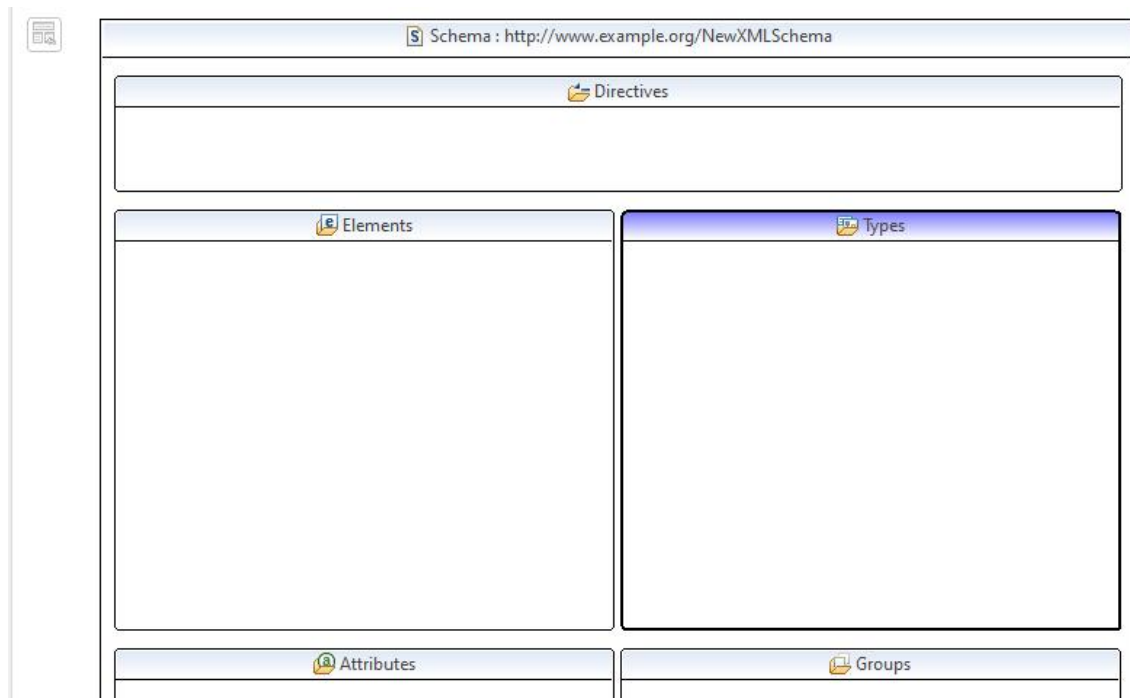 Schema : http://www.example.org/NewXMLSchema
Directives
Elements
Types
Attributes
Groups